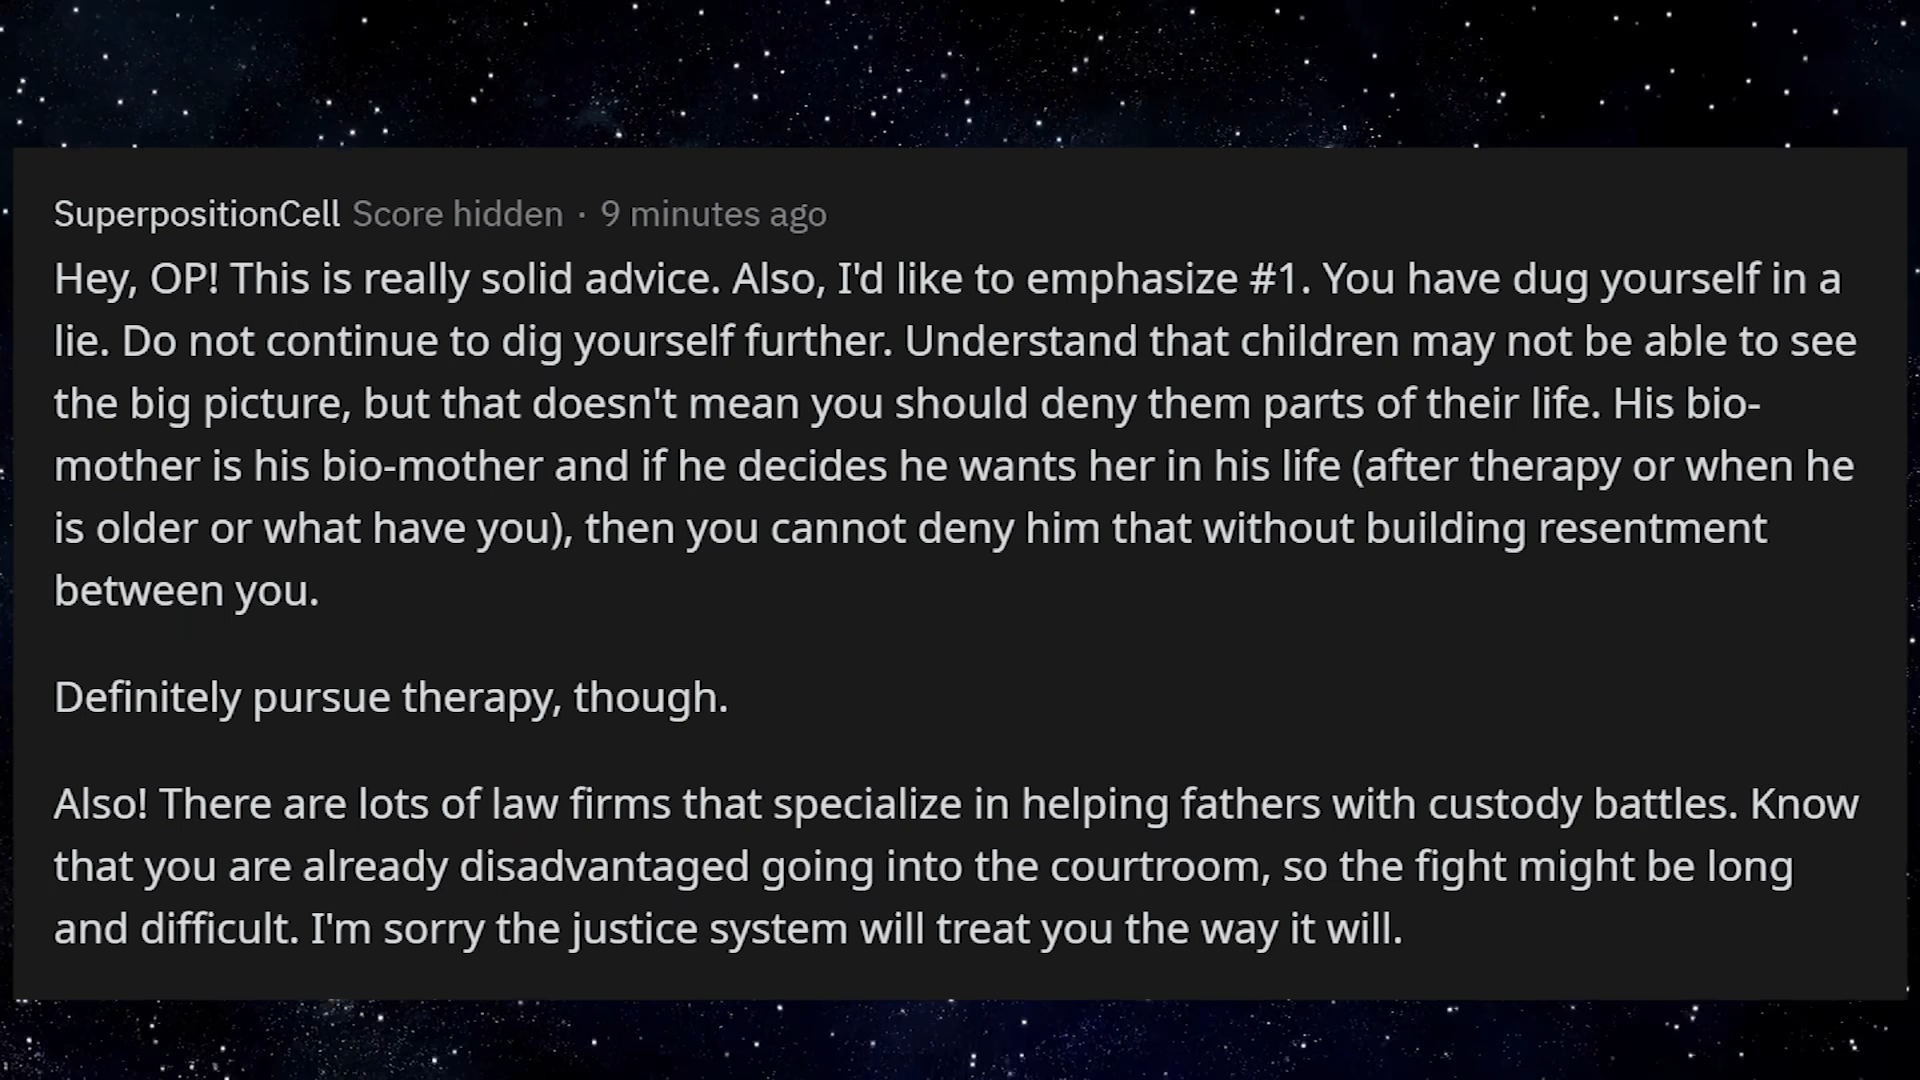 SuperpositionCell Score hidden · 9 minutes ago
Hey, OP! This is really solid advice. Also, I'd like to emphasize #1. You have dug yourself in a
lie. Do not continue to dig yourself further. Understand that children may not be able to see
the big picture, but that doesn't mean you should deny them parts of their life. His bio-
mother is his bio-mother and if he decides he wants her in his life (after therapy or when he
is older or what have you), then you cannot deny him that without building resentment
between you.
Definitely pursue therapy, though.
Also! There are lots of law firms that specialize in helping fathers with custody battles. Know
that you are already disadvantaged going into the courtroom, so the fight might be long
and difficult. I'm sorry the justice system will treat you the way it will.